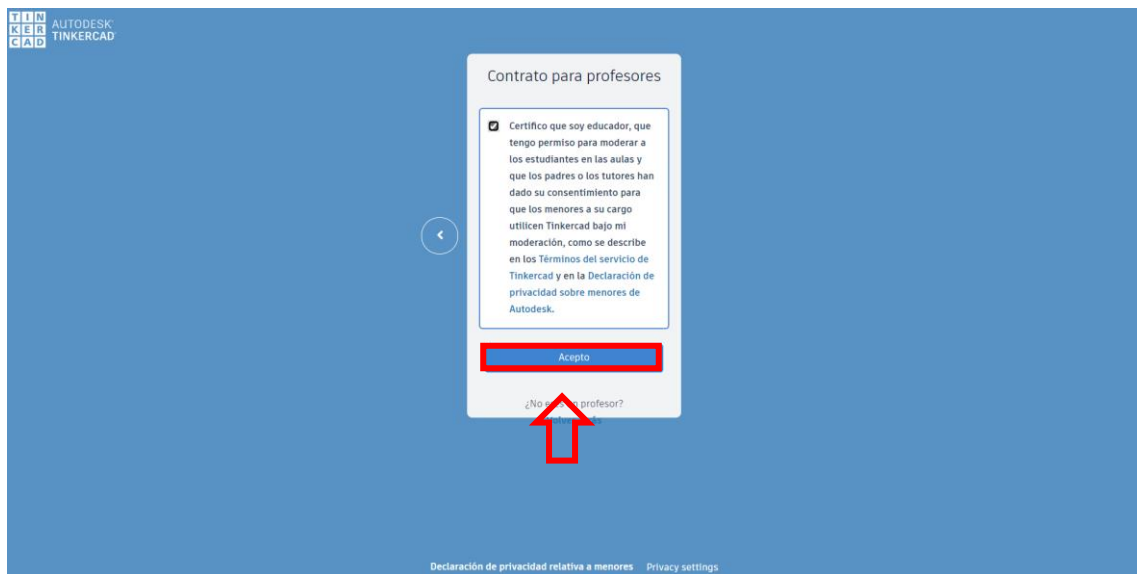 TIN
KER
CAD
AUTODESK
TINKERCAD
Contrato para profesores
Certifico que soy educador, que
tengo permiso para moderar a
los estudiantes en las aulas y
que los padres o los tutores han
dado su consentimiento para
que los menores a su cargo
utilicen Tinkercad bajo mi
moderación, como se describe
en los Términos del servicio de
Tinkercad y en la Declaración de
privacidad sobre menores de
Autodesk.
Acepto
¿No profesor?
Declaración de privacidad relativa a menores Privacy settings